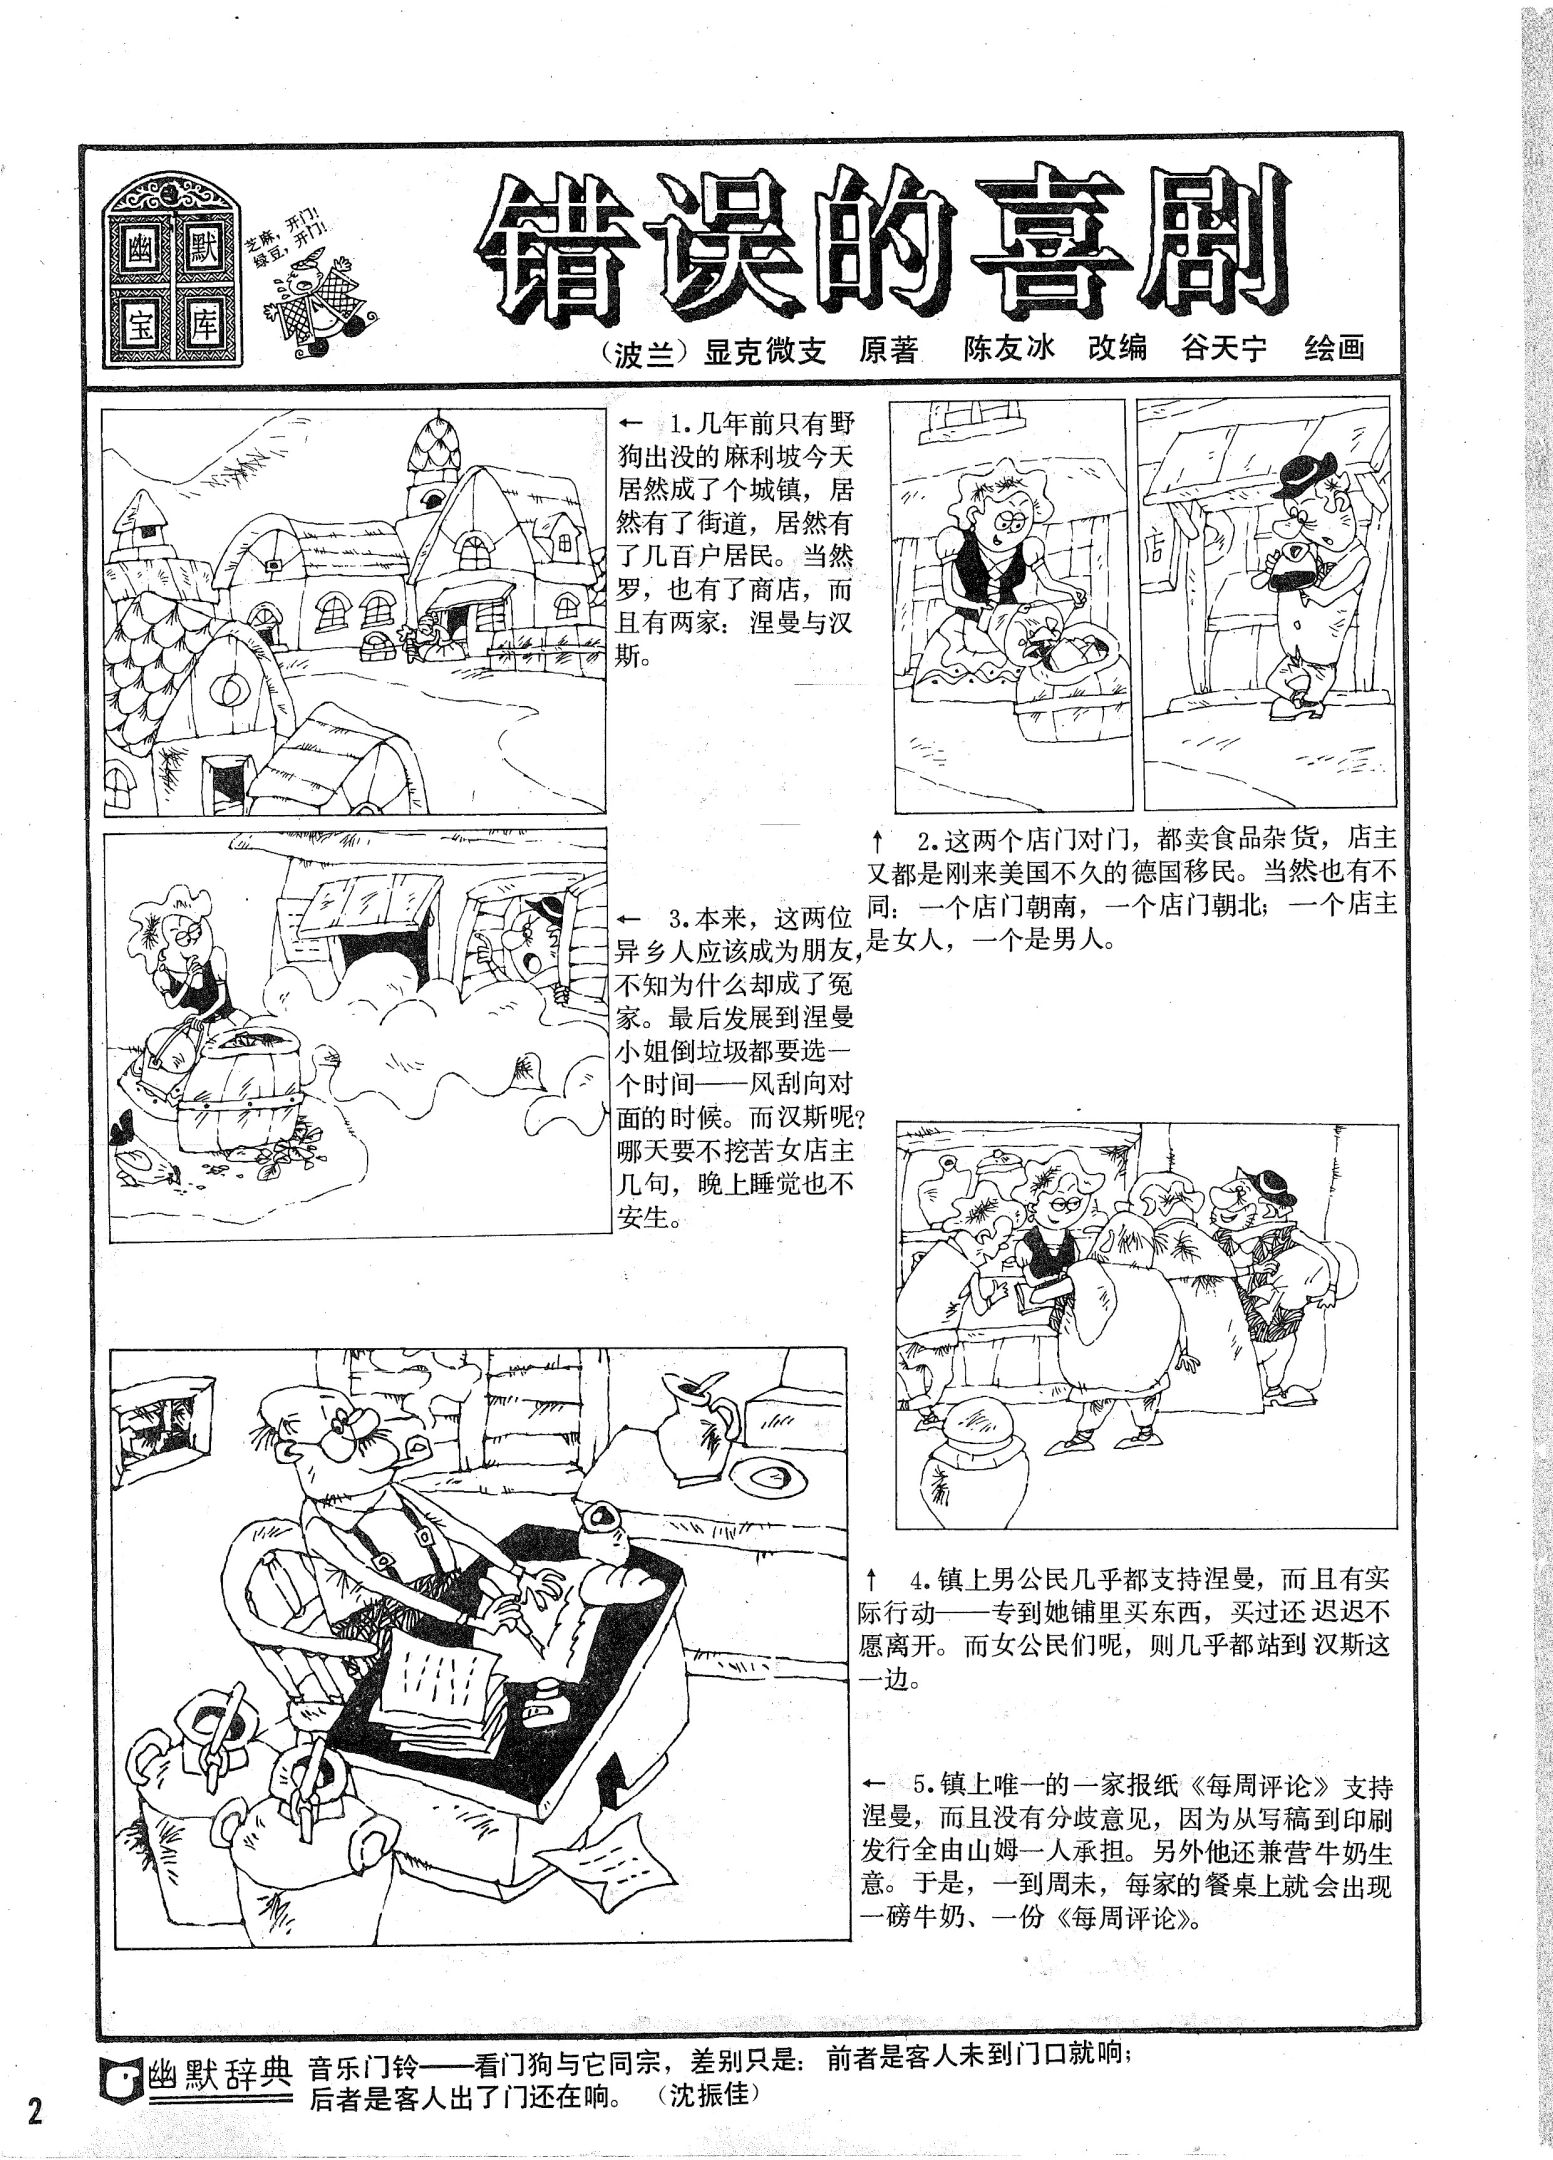 幽默
宝库
芝麻，开门！
绿豆，开门！
错误的喜剧
（波兰）显克微支 原著 陈友冰 改编 谷天宁 绘画
← 1.几年前只有野
狗出没的麻利坡今天
居然成了个城镇，居
然有了街道，居然有
了几百户居民。当然
罗，也有了商店，而
且有两家：涅曼与汉
斯。
店
↑ 2.这两个店门对门，都卖食品杂货，店主
又都是刚来美国不久的德国移民。当然也有不
同：一个店门朝南，一个店门朝北；一个店主
是女人，一个是男人。
← 3.本来，这两位
异乡人应该成为朋友，
不知为什么却成了冤
家。最后发展到涅曼
小姐倒垃圾都要选一
个时间——风刮向对
面的时候。而汉斯呢？
哪天要不挖苦女店主
几句，晚上睡觉也不
安生。
↑ 4.镇上男公民几乎都支持涅曼，而且有实
际行动——专到她铺里买东西，买过还迟迟不
愿离开。而女公民们呢，则几乎都站到汉斯这
一边。
← 5.镇上唯一的一家报纸《每周评论》支持
涅曼，而且没有分歧意见，因为从写稿到印刷
发行全由山姆一人承担。另外他还兼营牛奶生
意。于是，一到周未，每家的餐桌上就会出现
一磅牛奶、一份《每周评论》。
幽默辞典 音乐门铃——看门狗与它同宗，差别只是：前者是客人未到门口就响；
后者是客人出了门还在响。（沈振佳）
2